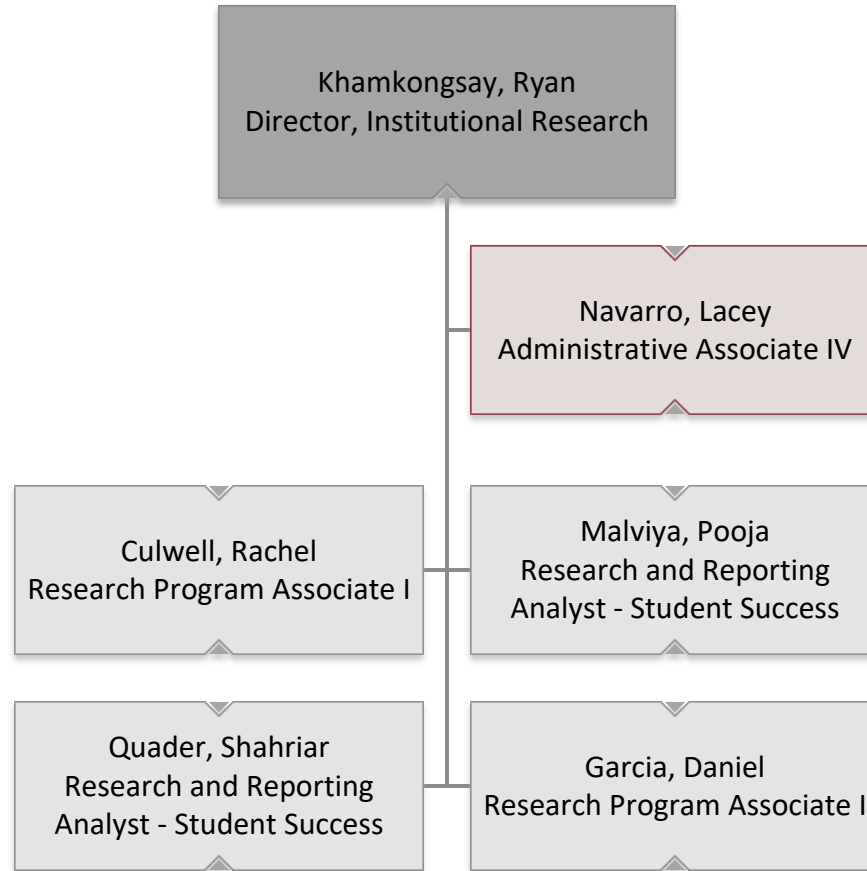 Khamkongsay, Ryan
Director, Institutional Research
Navarro, Lacey
Administrative Associate IV
Culwell, Rachel
Research Program Associate I
Malviya, Pooja
Research and Reporting
Analyst - Student Success
Quader, Shahriar
Research and Reporting
Analyst - Student Success
Garcia, Daniel
Research Program Associate I